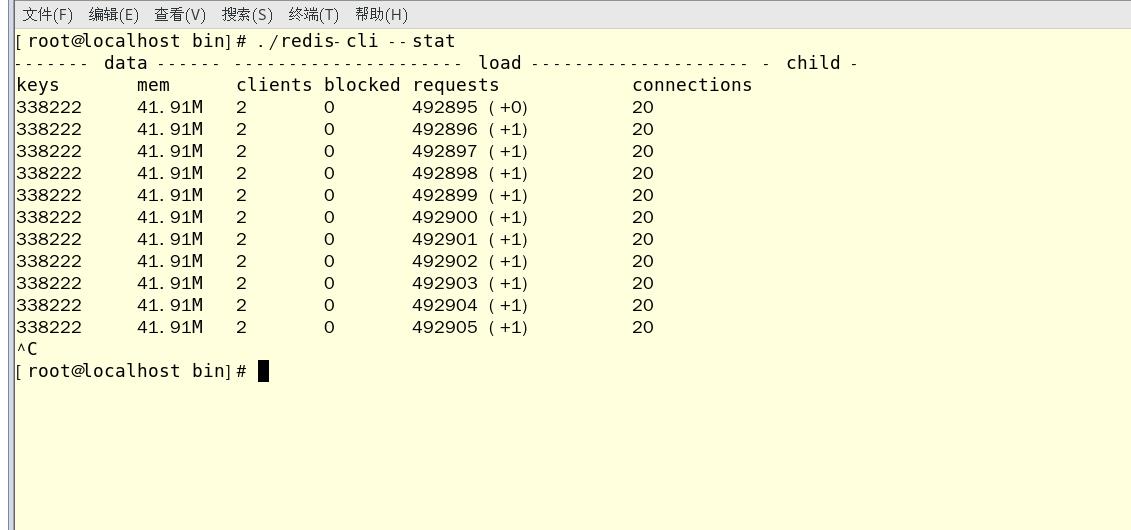 文件(F) 编辑(E) 查看(V) 搜索(S) 终端(T) 帮助(H)
[root@localhost bin]# ./redis-cli --stat
------- data ------ --------------------- load -------------------- - child -
keys       mem      clients blocked requests            connections
338222     41.91M   2       0       492895 (+0)         20
338222     41.91M   2       0       492896 (+1)         20
338222     41.91M   2       0       492897 (+1)         20
338222     41.91M   2       0       492898 (+1)         20
338222     41.91M   2       0       492899 (+1)         20
338222     41.91M   2       0       492900 (+1)         20
338222     41.91M   2       0       492901 (+1)         20
338222     41.91M   2       0       492902 (+1)         20
338222     41.91M   2       0       492903 (+1)         20
338222     41.91M   2       0       492904 (+1)         20
338222     41.91M   2       0       492905 (+1)         20
^C
[root@localhost bin]#